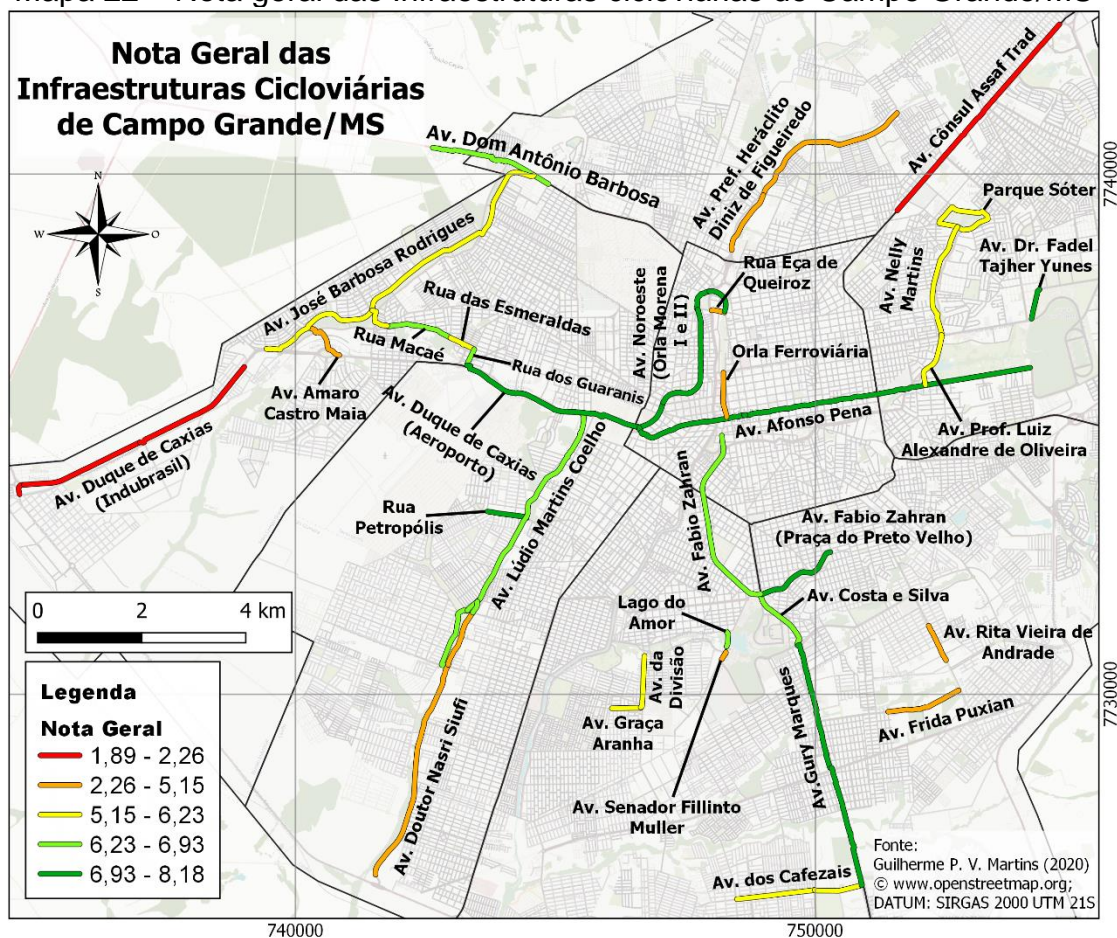 Mapa 22 – Nota geral das infraestruturas cicloviárias de Campo Grande/MS
Nota Geral das
Infraestruturas Cicloviárias
de Campo Grande/MS
N
W
O
S
Av. Dom Antônio Barbosa
Av. Pref. Heráclito
Diniz de Figueiredo
Av. Cônsul Assaf Trad
7740000
Parque Sóter
Av. Dr. Fadel
Tajher Yunes
Av. Nelly
Martins
Av. José Barbosa Rodrigues
Rua Eça de
Queiroz
Av. Noroeste
(Orla Morena
I e II)
Rua das Esmeraldas
Rua Macaé
Orla Ferroviária
Rua dos Guaranis
Av. Amaro
Castro Maia
Av. Duque de Caxias
(Aeroporto)
Av. Afonso Pena
Av. Prof. Luiz
Alexandre de Oliveira
Av. Duque de Caxias
(Indubrasil)
Av. Lúdio Martins Coelho
Rua
Petropólis
Av. Fabio Zahran
Av. Fabio Zahran
(Praça do Preto Velho)
Av. Costa e Silva
Lago do
Amor
Av. Rita Vieira de
Andrade
Av. da
Divisão
Av. Graça
Aranha
Av. Frida Puxian
7730000
Av. Gury Marques
Av. Senador Fillinto
Muller
Av. Doutor Nasri Siufi
Av. dos Cafezais
0 2 4 km
Legenda
Nota Geral
1,89 - 2,26
2,26 - 5,15
5,15 - 6,23
6,23 - 6,93
6,93 - 8,18
Fonte:
Guilherme P. V. Martins (2020)
© www.openstreetmap.org;
DATUM: SIRGAS 2000 UTM 21S
740000
750000